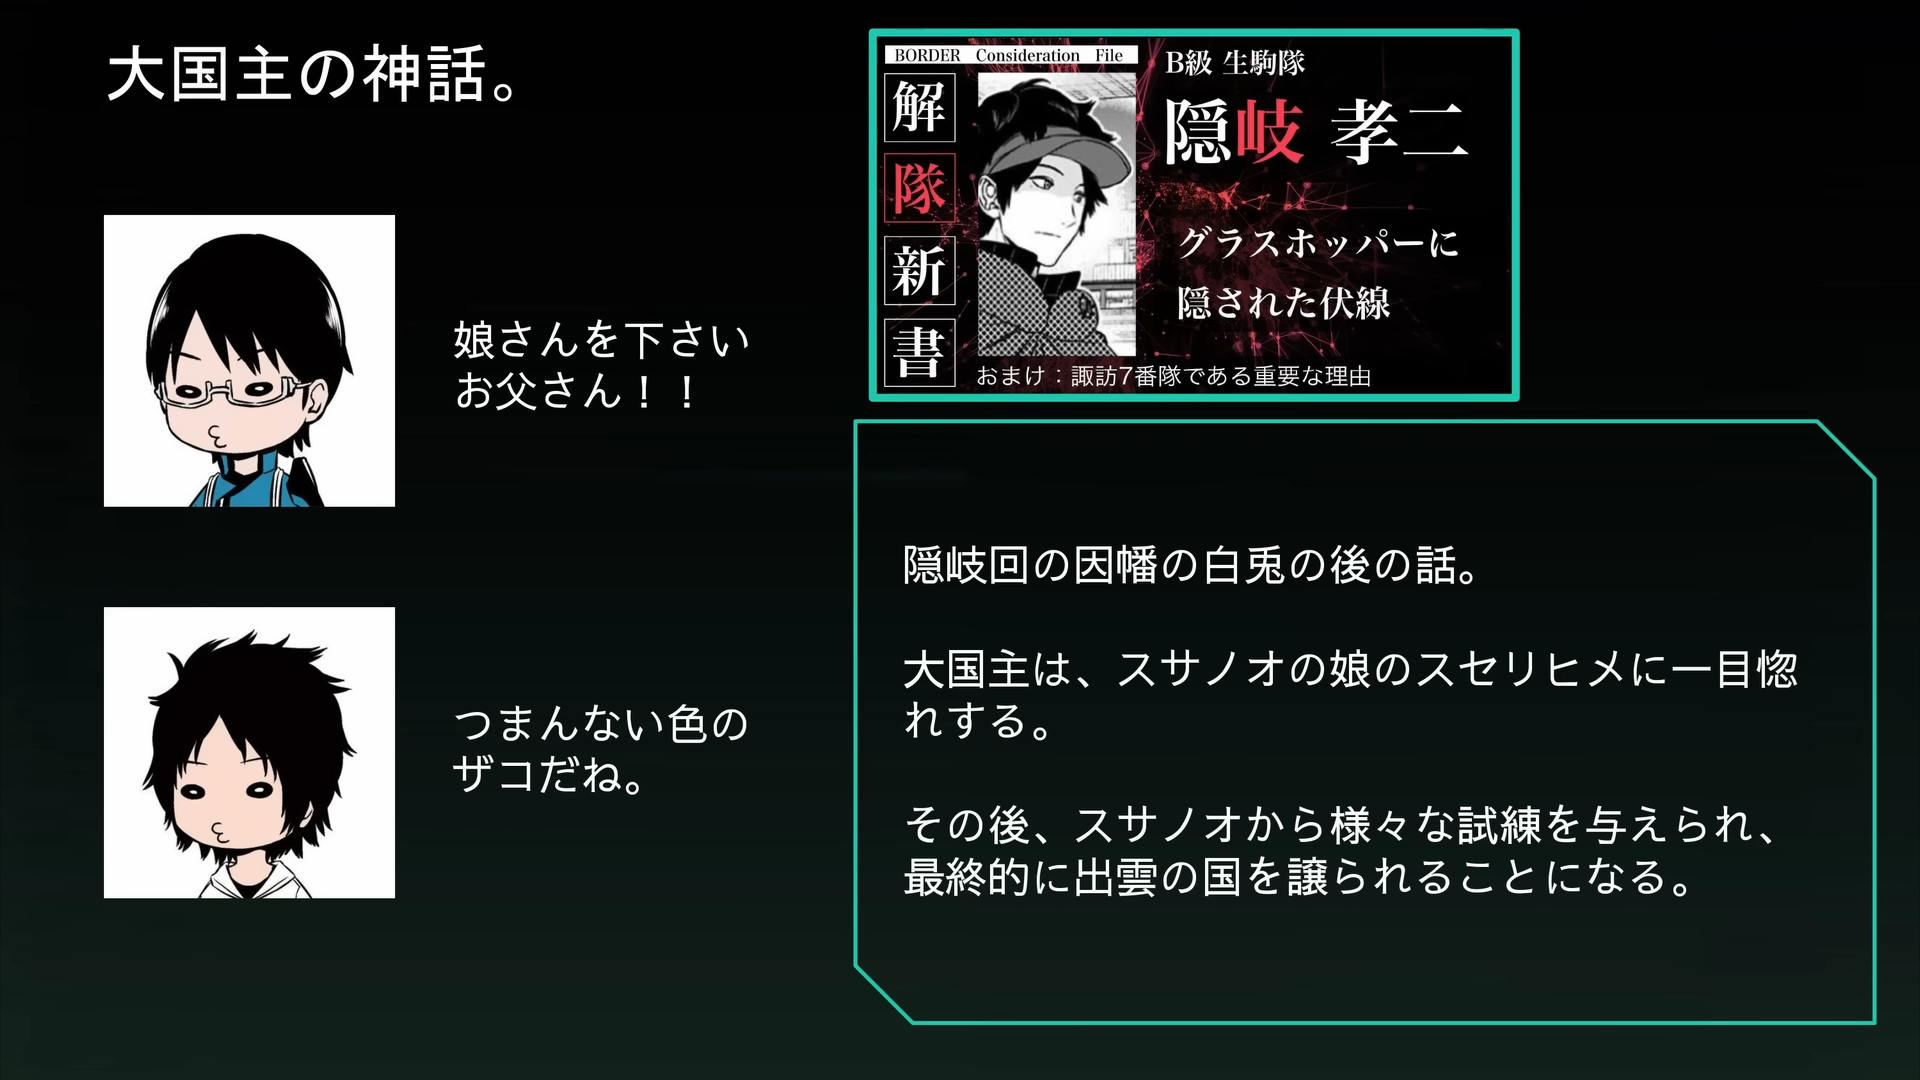 大国主の神話。
娘さんを下さい
お父さん！！
つまんない色の
ザコだね。
BORDER Consideration File
解
隊
新
書
B級 生駒隊
隠岐 孝二
グラスホッパーに
隠された伏線
おまけ：諏訪7番隊である重要な理由
隠岐回の因幡の白兎の後の話。
大国主は、スサノオの娘のスセリヒメに一目惚
れする。
その後、スサノオから様々な試練を与えられ、
最終的に出雲の国を譲られることになる。